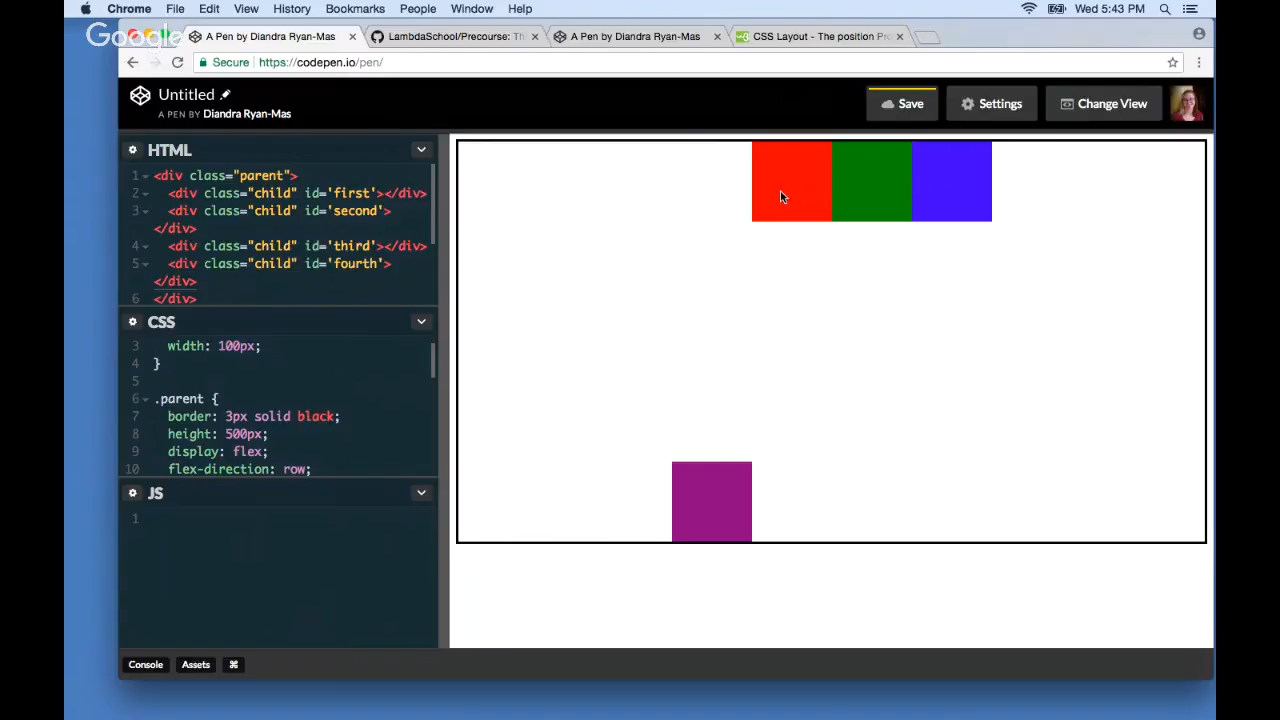 Chrome File Edit View History Bookmarks People Window Help Wed 5:43 PM
Google
A Pen by Diandra Ryan-Mas LambdaSchool/Precourse: Th A Pen by Diandra Ryan-Mas CSS Layout - The position Pro
Secure https://codepen.io/pen/
Untitled
A PEN BY Diandra Ryan-Mas
Save Settings Change View
HTML
1 <div class="parent">
2 <div class="child" id='first'></div>
3 <div class="child" id='second'>
</div>
4 <div class="child" id='third'></div>
5 <div class="child" id='fourth'>
</div>
6 </div>
CSS
3 width: 100px;
4 }
5
6 .parent {
7 border: 3px solid black;
8 height: 500px;
9 display: flex;
10 flex-direction: row;
JS
1
Console Assets ⌘